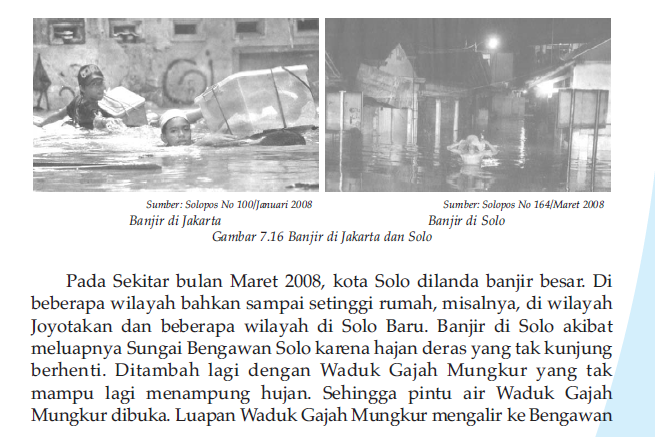 Sumber: Solopos No 100/Januari 2008
Sumber: Solopos No 164/Maret 2008
Banjir di Jakarta
Banjir di Solo
Gambar 7.16 Banjir di Jakarta dan Solo
Pada Sekitar bulan Maret 2008, kota Solo dilanda banjir besar. Di
beberapa wilayah bahkan sampai setinggi rumah, misalnya, di wilayah
Joyotakan dan beberapa wilayah di Solo Baru. Banjir di Solo akibat
meluapnya Sungai Bengawan Solo karena hajan deras yang tak kunjung
berhenti. Ditambah lagi dengan Waduk Gajah Mungkur yang tak
mampu lagi menampung hujan. Sehingga pintu air Waduk Gajah
Mungkur dibuka. Luapan Waduk Gajah Mungkur mengalir ke Bengawan